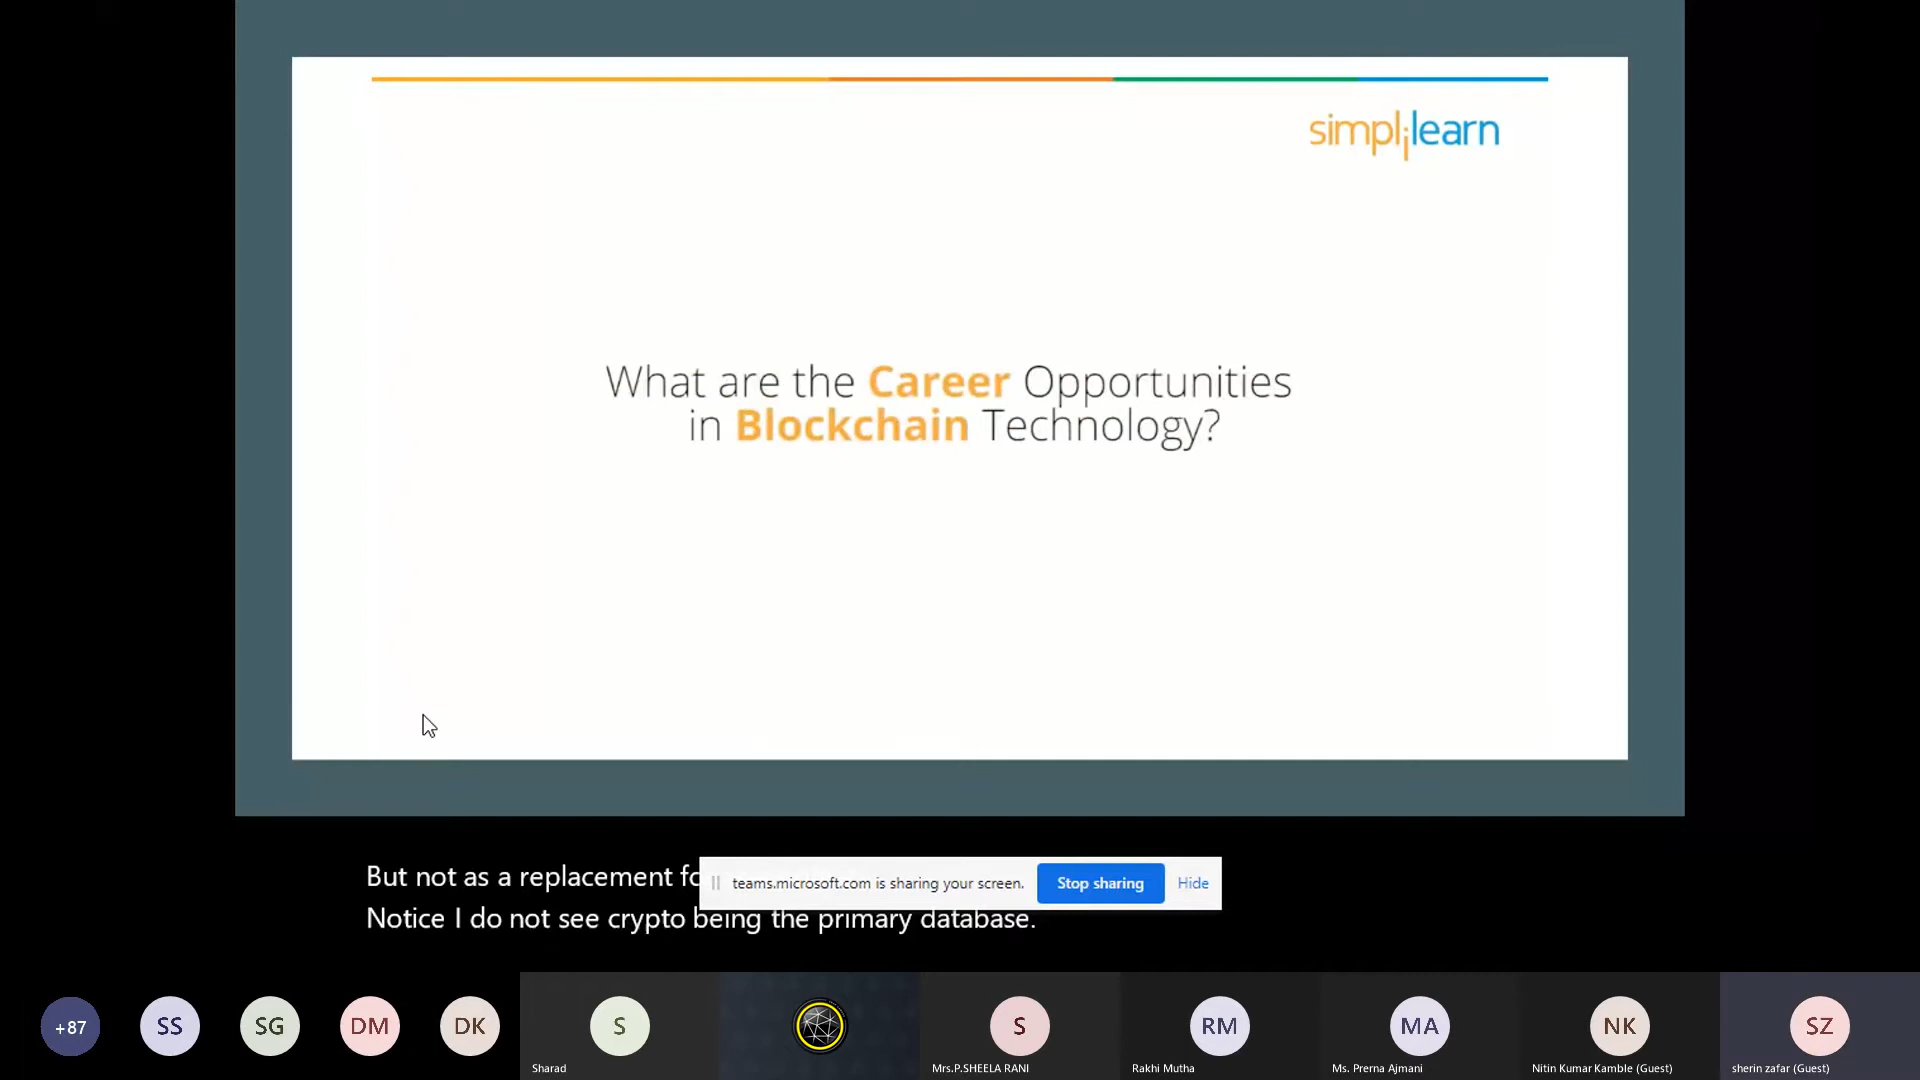 simplilearn
What are the Career Opportunities
in Blockchain Technology?
But not as a replacement
teams.microsoft.com is sharing your screen.
Stop sharing
Hide
Notice I do not see crypto being the primary database.
+87
SS
SG
DM
DK
S
S
RM
MA
NK
SZ
Sharad
Mrs.P.SHEELA RANI
Rakhi Mutha
Ms. Prerna Ajmani
Nitin Kumar Kamble (Guest)
sherin zafar (Guest)